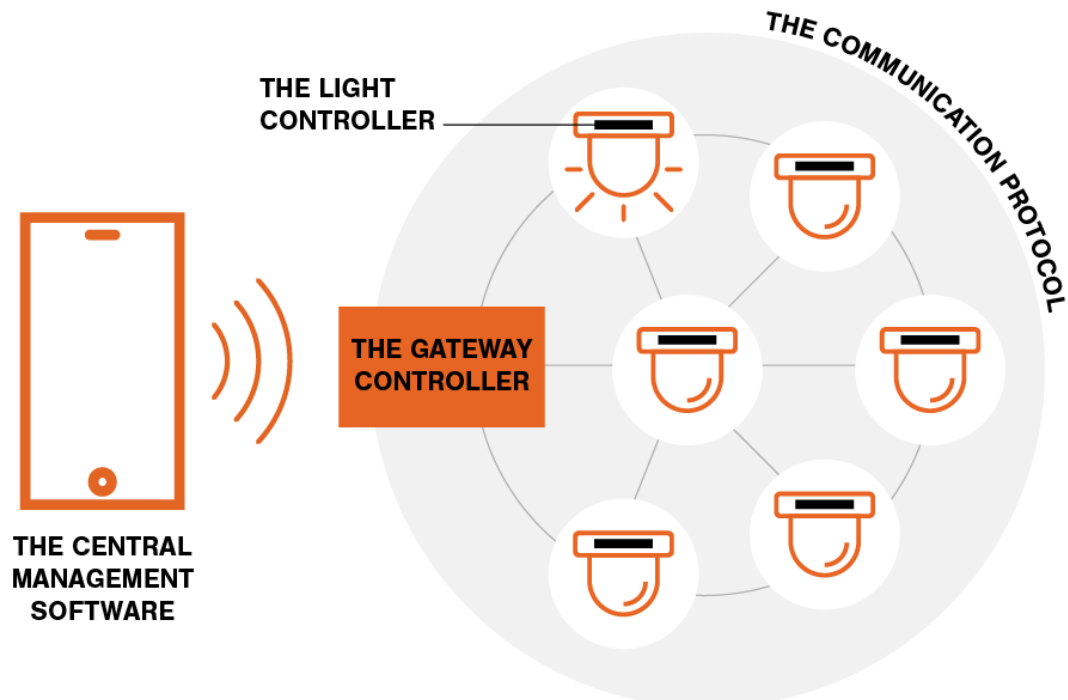 THE COMMUNICATION PROTOCOL
THE LIGHT
CONTROLLER
THE GATEWAY
CONTROLLER
THE CENTRAL
MANAGEMENT
SOFTWARE